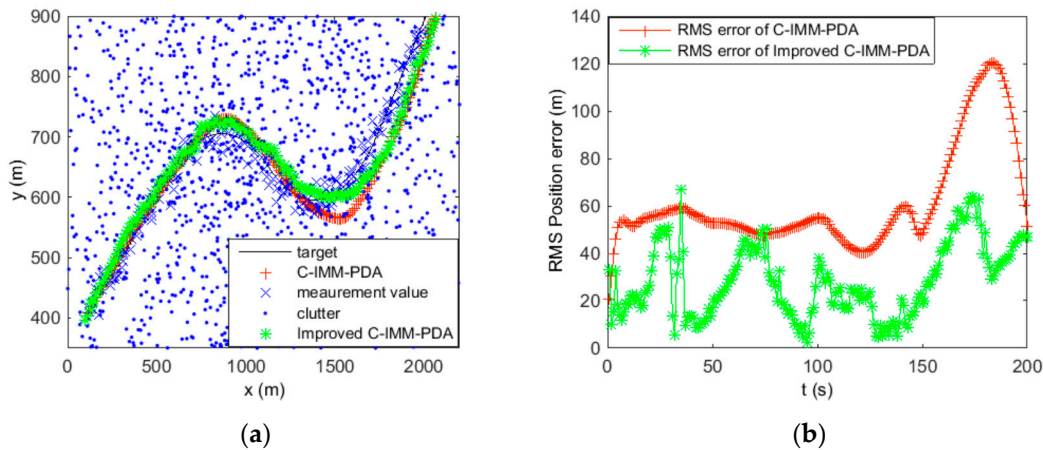 900
800
700
600
500
400
y (m)
target
C-IMM-PDA
meaurement value
clutter
Improved C-IMM-PDA
0
500
1000
1500
2000
x (m)
(a)
140
120
100
80
60
40
20
0
RMS Position error (m)
RMS error of C-IMM-PDA
RMS error of Improved C-IMM-PDA
0
50
100
150
200
t (s)
(b)